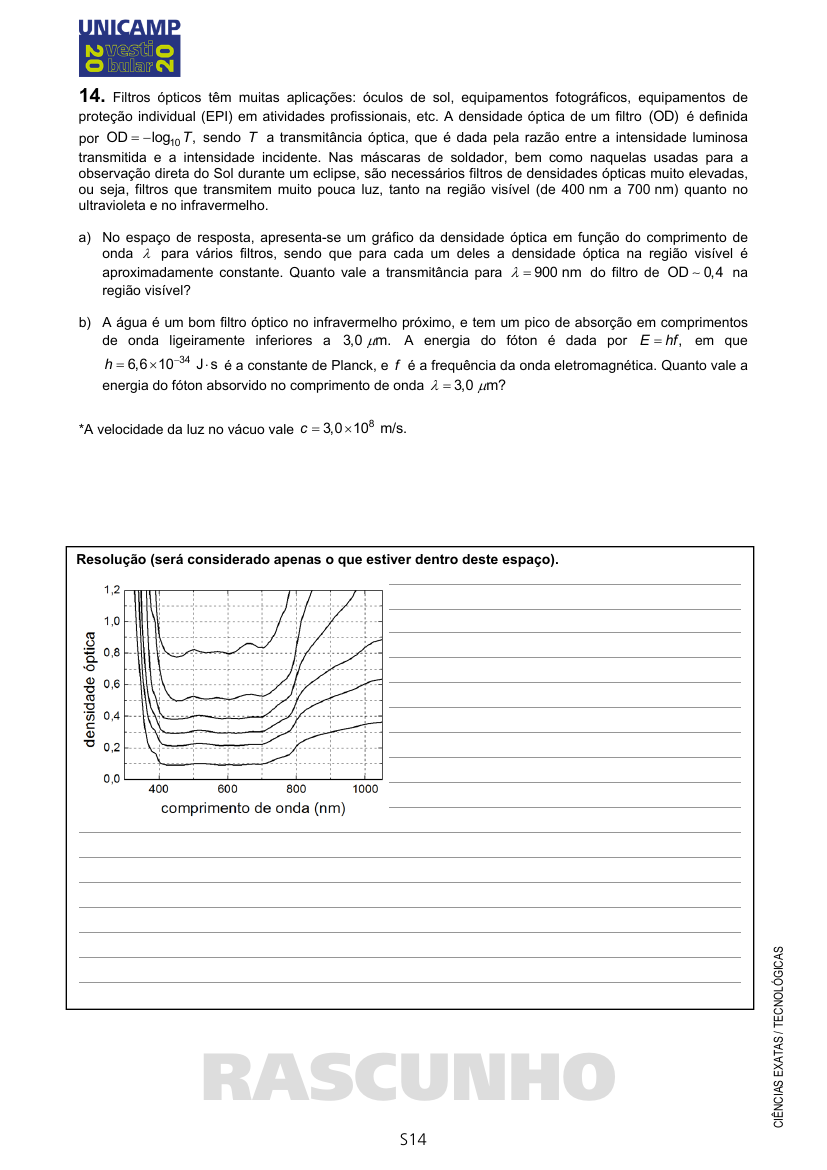 UNICAMP
20 vestibular 20
14. Filtros ópticos têm muitas aplicações: óculos de sol, equipamentos fotográficos, equipamentos de
proteção individual (EPI) em atividades profissionais, etc. A densidade óptica de um filtro (OD) é definida
por OD = −log₁₀ T, sendo T a transmitância óptica, que é dada pela razão entre a intensidade luminosa
transmitida e a intensidade incidente. Nas máscaras de soldador, bem como naquelas usadas para a
observação direta do Sol durante um eclipse, são necessários filtros de densidades ópticas muito elevadas,
ou seja, filtros que transmitem muito pouca luz, tanto na região visível (de 400 nm a 700 nm) quanto no
ultravioleta e no infravermelho.
a) No espaço de resposta, apresenta-se um gráfico da densidade óptica em função do comprimento de
onda λ para vários filtros, sendo que para cada um deles a densidade óptica na região visível é
aproximadamente constante. Quanto vale a transmitância para λ = 900 nm do filtro de OD ~ 0,4 na
região visível?
b) A água é um bom filtro óptico no infravermelho próximo, e tem um pico de absorção em comprimentos
de onda ligeiramente inferiores a 3,0 μm. A energia do fóton é dada por E = hf, em que
h = 6,6 × 10⁻³⁴ J · s é a constante de Planck, e f é a frequência da onda eletromagnética. Quanto vale a
energia do fóton absorvido no comprimento de onda λ = 3,0 μm?
*A velocidade da luz no vácuo vale c = 3,0 × 10⁸ m/s.
Resolução (será considerado apenas o que estiver dentro deste espaço).
1,2
1,0
0,8
0,6
0,4
0,2
0,0
densidade óptica
400 600 800 1000
comprimento de onda (nm)
CIÊNCIAS EXATAS / TECNOLÓGICAS
RASCUNHO
S14